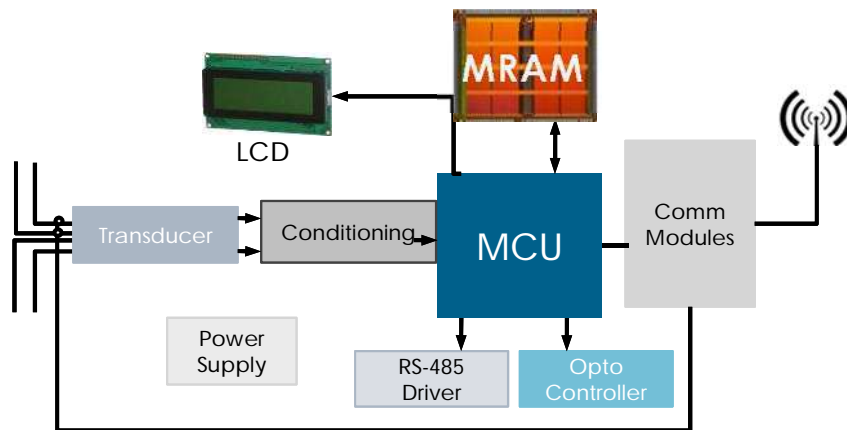 MRAM
LCD
Transducer
Conditioning
MCU
Comm
Modules
Power
Supply
RS-485
Driver
Opto
Controller